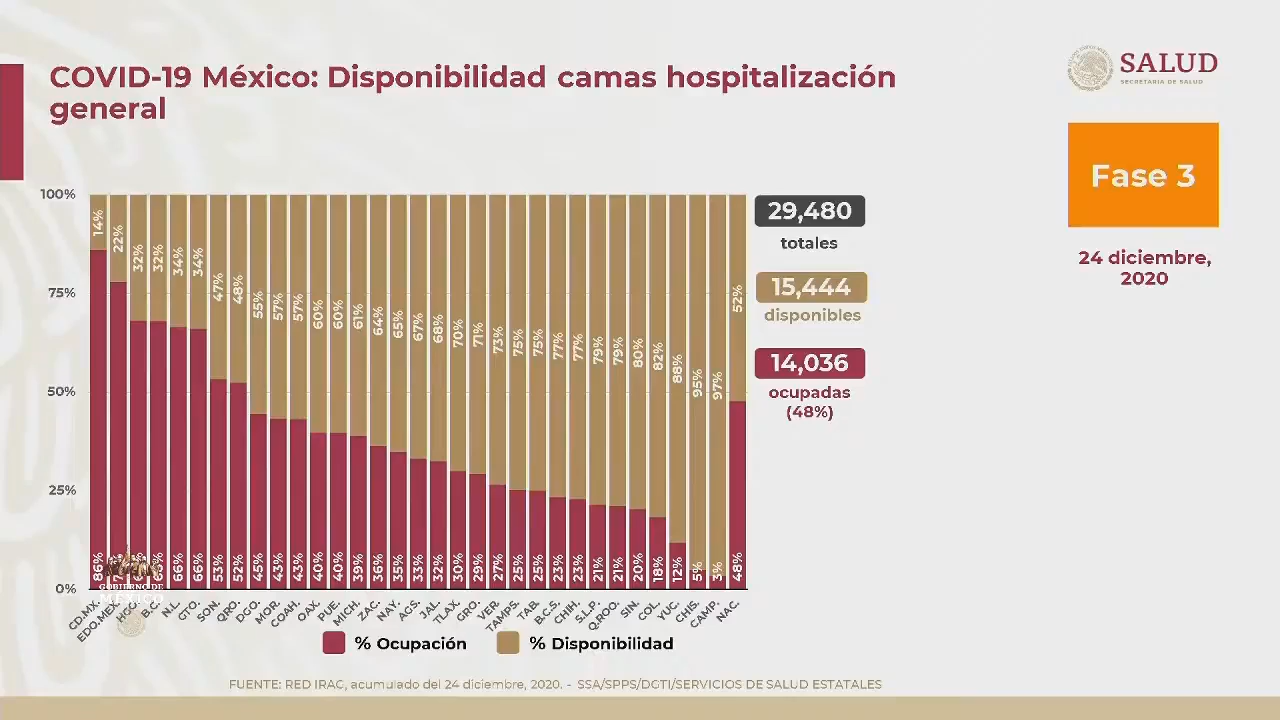 COVID-19 México: Disponibilidad camas hospitalización
general
SALUD
SECRETARÍA DE SALUD
Fase 3
24 diciembre,
2020
29,480
totales
15,444
disponibles
14,036
ocupadas
(48%)
100%
75%
50%
25%
0%
14% 22% 32% 32% 34% 34% 47% 48% 55% 57% 57% 60% 60% 61% 64% 65% 67% 68% 70% 71% 73% 75% 75% 77% 77% 79% 79% 80% 82% 88% 95% 97% 52%
86% 66% 66% 53% 52% 45% 43% 43% 40% 40% 39% 36% 35% 33% 32% 30% 29% 27% 25% 25% 23% 23% 21% 21% 20% 18% 12% 5% 3% 48%
GOBIERNO DE
MÉXICO
CD.MX. EDO.MEX. HGO. B.C. N.L. GTO. SON. QRO. DGO. MOR. COAH. OAX. PUE. MICH. ZAC. NAY. AGS. JAL. TLAX. GRO. VER. TAMPS. TAB. B.C.S. CHIH. S.L.P. Q.ROO. SIN. COL. YUC. CHIS. CAMP. NAC.
% Ocupación % Disponibilidad
FUENTE: RED IRAC, acumulado del 24 diciembre, 2020. - SSA/SPPS/DGTI/SERVICIOS DE SALUD ESTATALES